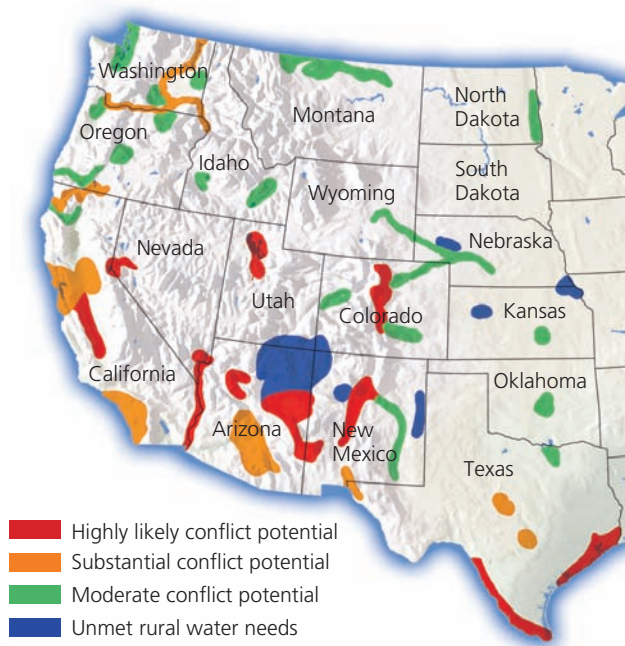 Washington
Montana
North
Dakota
Oregon
Idaho
South
Dakota
Wyoming
Nebraska
Nevada
Utah
Colorado
Kansas
California
Oklahoma
Arizona
New
Mexico
Texas
Highly likely conflict potential
Substantial conflict potential
Moderate conflict potential
Unmet rural water needs